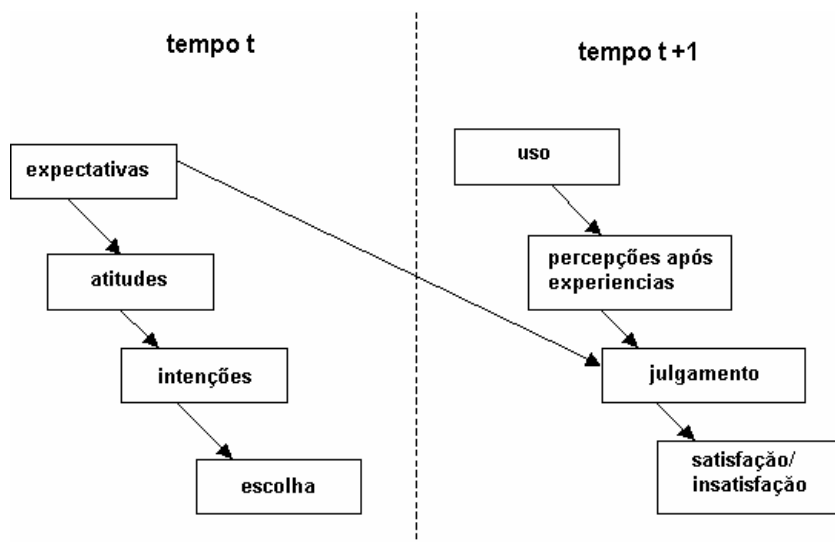 tempo t
expectativas
atitudes
intenções
escolha
tempo t +1
uso
percepções após
experiencias
julgamento
satisfação/
insatisfação